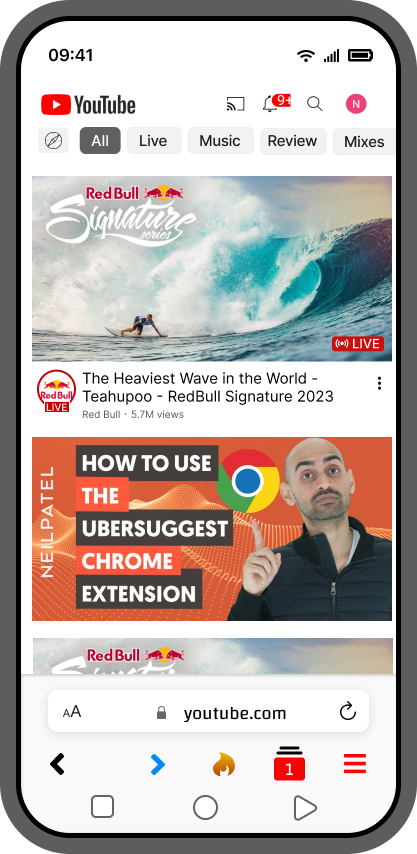 09:41
YouTube
9+
N
All Live Music Review Mixes
Red Bull
Signature
series
LIVE
Red Bull
LIVE
The Heaviest Wave in the World -
Teahupoo - RedBull Signature 2023
Red Bull · 5.7M views
NEILPATEL
HOW TO USE
THE
UBERSUGGEST
CHROME
EXTENSION
Red Bull
Signature
AA youtube.com
1